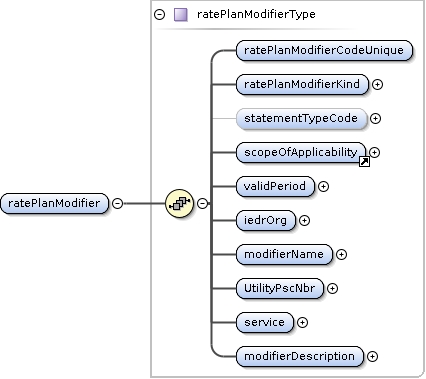 ratePlanModifierType
ratePlanModifierCodeUnique
ratePlanModifierKind
statementTypeCode
scopeOfApplicability
ratePlanModifier
validPeriod
iedrOrg
modifierName
UtilityPscNbr
service
modifierDescription